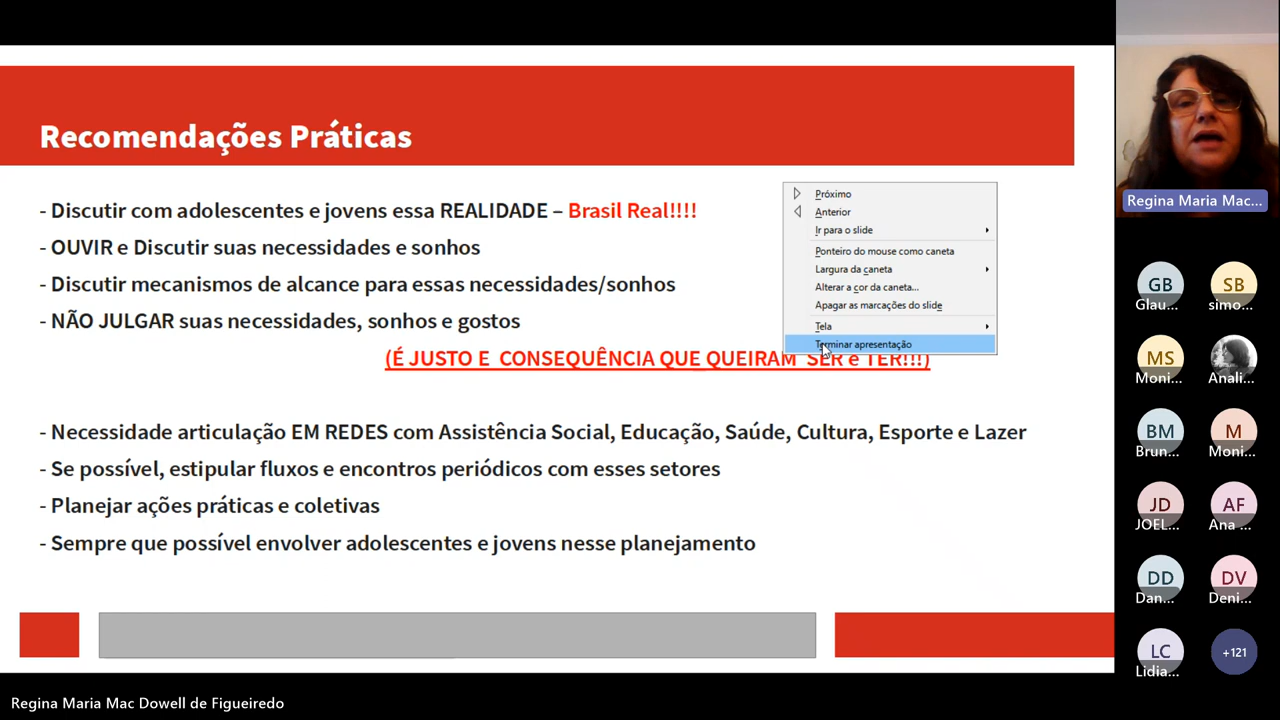 Recomendações Práticas
- Discutir com adolescentes e jovens essa REALIDADE – Brasil Real!!!!
- OUVIR e Discutir suas necessidades e sonhos
- Discutir mecanismos de alcance para essas necessidades/sonhos
- NÃO JULGAR suas necessidades, sonhos e gostos
(É JUSTO E CONSEQUÊNCIA QUE QUEIRAM SER e TER!!!)
- Necessidade articulação EM REDES com Assistência Social, Educação, Saúde, Cultura, Esporte e Lazer
- Se possível, estipular fluxos e encontros periódicos com esses setores
- Planejar ações práticas e coletivas
- Sempre que possível envolver adolescentes e jovens nesse planejamento
Próximo
Anterior
Ir para o slide
Ponteiro do mouse como caneta
Largura da caneta
Alterar a cor da caneta...
Apagar as marcações do slide
Tela
Terminar apresentação
Regina Maria Mac...
GB
Glau...
SB
simo...
MS
Moni...
Anali...
BM
Brun...
M
Moni...
JD
JOEL...
AF
Ana ...
DD
Dan...
DV
Deni...
LC
Lidia...
+121
Regina Maria Mac Dowell de Figueiredo